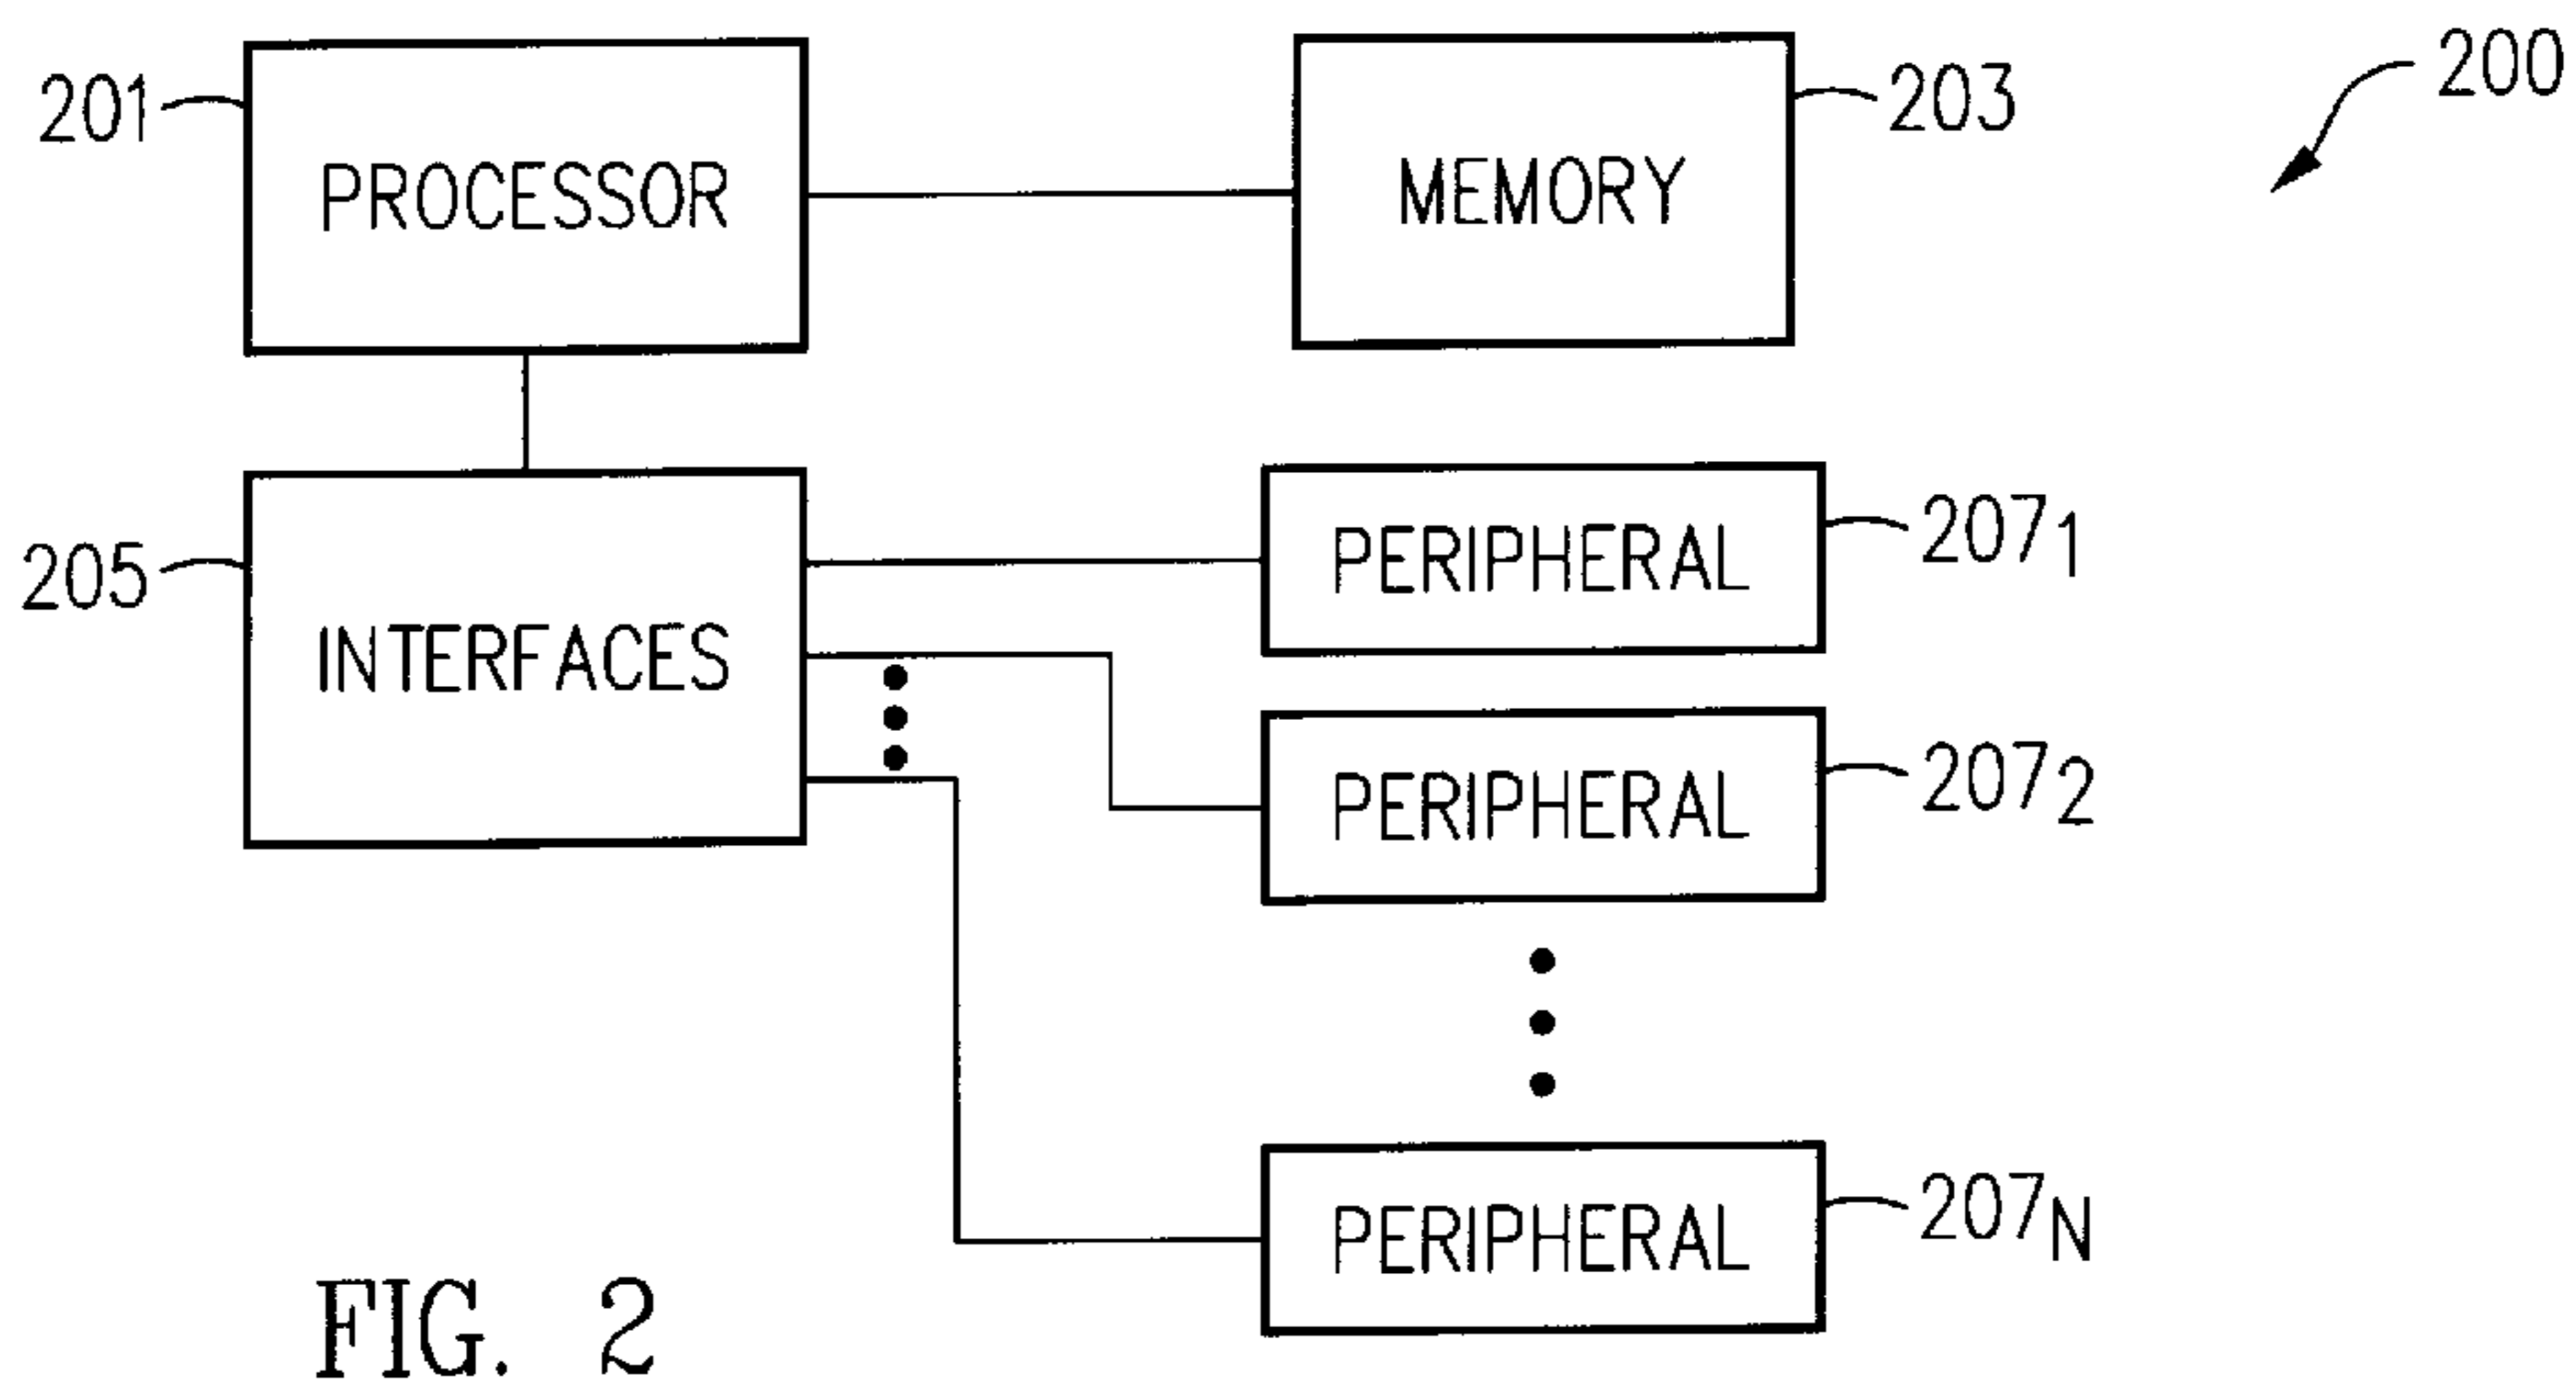 200
201
PROCESSOR
MEMORY
203
205
INTERFACES
PERIPHERAL
207₁
PERIPHERAL
207₂
PERIPHERAL
207N
FIG. 2